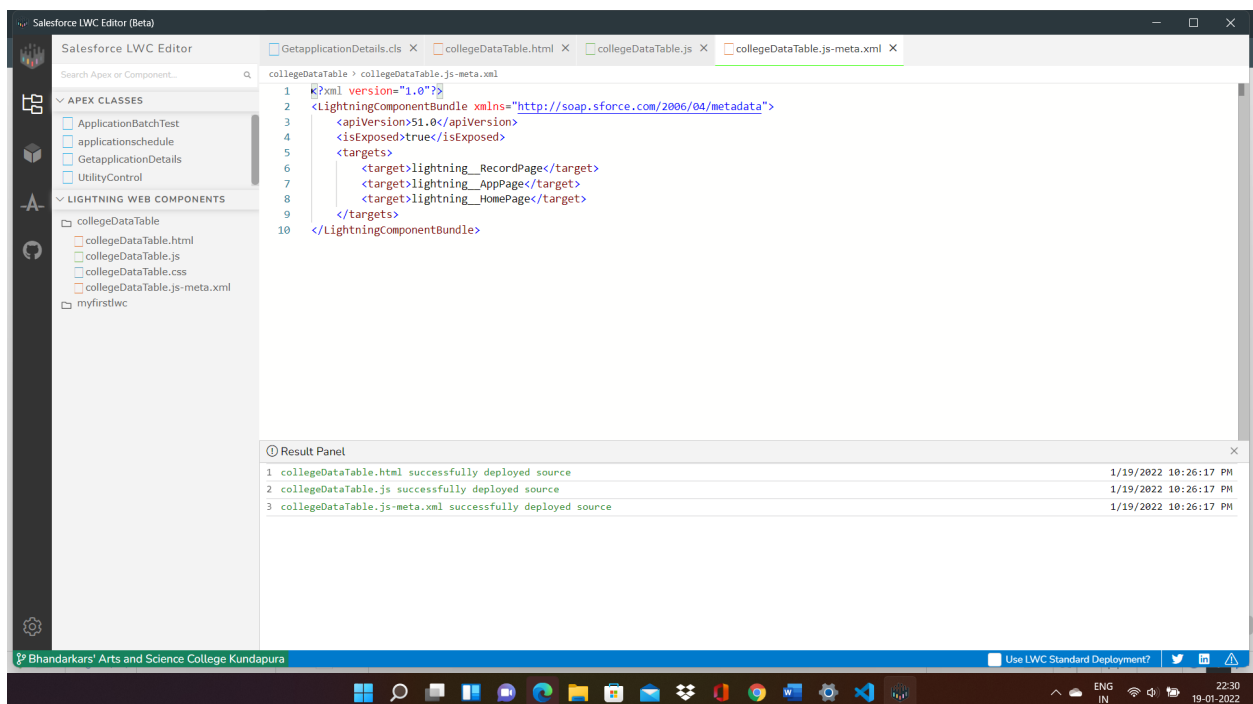 Salesforce LWC Editor (Beta)
Salesforce LWC Editor
Search Apex or Component...
APEX CLASSES
ApplicationBatchTest
applicationschedule
GetapplicationDetails
UtilityControl
LIGHTNING WEB COMPONENTS
collegeDataTable
collegeDataTable.html
collegeDataTable.js
collegeDataTable.css
collegeDataTable.js-meta.xml
myfirstlwc
GetapplicationDetails.cls
collegeDataTable.html
collegeDataTable.js
collegeDataTable.js-meta.xml
collegeDataTable > collegeDataTable.js-meta.xml
1 <?xml version="1.0"?>
2 <LightningComponentBundle xmlns="http://soap.sforce.com/2006/04/metadata">
3 <apiVersion>51.0</apiVersion>
4 <isExposed>true</isExposed>
5 <targets>
6 <target>lightning__RecordPage</target>
7 <target>lightning__AppPage</target>
8 <target>lightning__HomePage</target>
9 </targets>
10 </LightningComponentBundle>
Result Panel
1 collegeDataTable.html successfully deployed source 1/19/2022 10:26:17 PM
2 collegeDataTable.js successfully deployed source 1/19/2022 10:26:17 PM
3 collegeDataTable.js-meta.xml successfully deployed source 1/19/2022 10:26:17 PM
Bhandarkars' Arts and Science College Kundapura
Use LWC Standard Deployment?
ENG
IN
22:30
19-01-2022